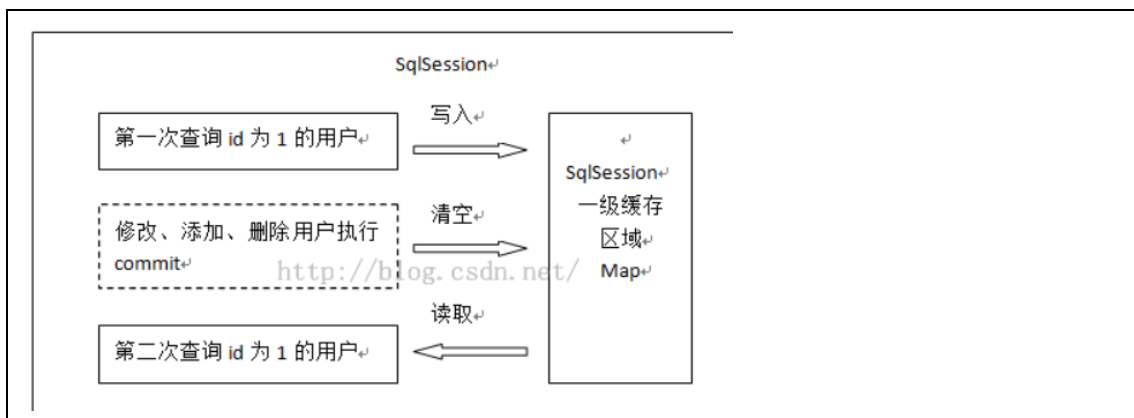 SqlSession
第一次查询 id 为 1 的用户
写入
修改、添加、删除用户执行
commit
清空
第二次查询 id 为 1 的用户
读取
SqlSession
一级缓存
区域
Map
http://blog.csdn.net/